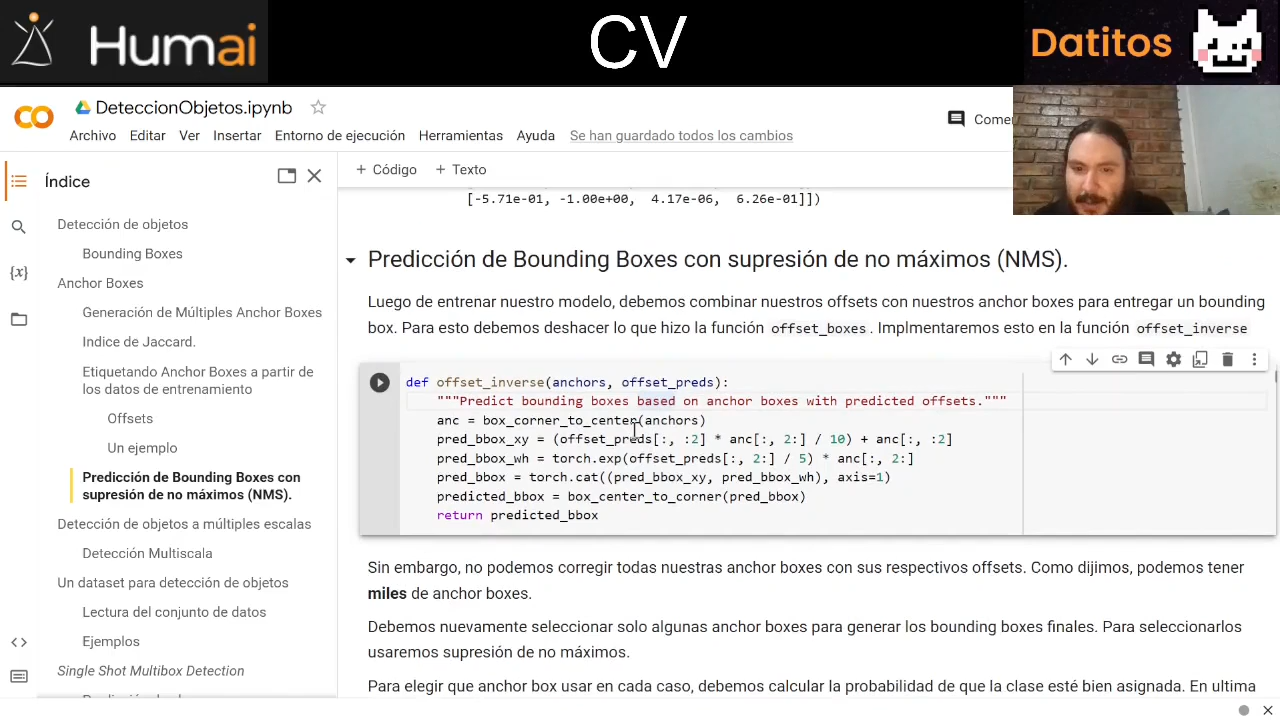 Humai
CV
Datitos
DeteccionObjetos.ipynb
Archivo Editar Ver Insertar Entorno de ejecución Herramientas Ayuda Se han guardado todos los cambios
Comen
Índice
+ Código + Texto
Detección de objetos
Bounding Boxes
Anchor Boxes
Generación de Múltiples Anchor Boxes
Indice de Jaccard.
Etiquetando Anchor Boxes a partir de
los datos de entrenamiento
Offsets
Un ejemplo
Predicción de Bounding Boxes con
supresión de no máximos (NMS).
Detección de objetos a múltiples escalas
Detección Multiscala
Un dataset para detección de objetos
Lectura del conjunto de datos
Ejemplos
Single Shot Multibox Detection
[-5.71e-01, -1.00e+00, 4.17e-06, 6.26e-01]])
Predicción de Bounding Boxes con supresión de no máximos (NMS).
Luego de entrenar nuestro modelo, debemos combinar nuestros offsets con nuestros anchor boxes para entregar un bounding
box. Para esto debemos deshacer lo que hizo la función offset_boxes. Implmentaremos esto en la función offset_inverse
def offset_inverse(anchors, offset_preds):
"""Predict bounding boxes based on anchor boxes with predicted offsets."""
anc = box_corner_to_center(anchors)
pred_bbox_xy = (offset_preds[:, :2] * anc[:, 2:] / 10) + anc[:, :2]
pred_bbox_wh = torch.exp(offset_preds[:, 2:] / 5) * anc[:, 2:]
pred_bbox = torch.cat((pred_bbox_xy, pred_bbox_wh), axis=1)
predicted_bbox = box_center_to_corner(pred_bbox)
return predicted_bbox
Sin embargo, no podemos corregir todas nuestras anchor boxes con sus respectivos offsets. Como dijimos, podemos tener
miles de anchor boxes.
Debemos nuevamente seleccionar solo algunas anchor boxes para generar los bounding boxes finales. Para seleccionarlos
usaremos supresión de no máximos.
Para elegir que anchor box usar en cada caso, debemos calcular la probabilidad de que la clase esté bien asignada. En ultima